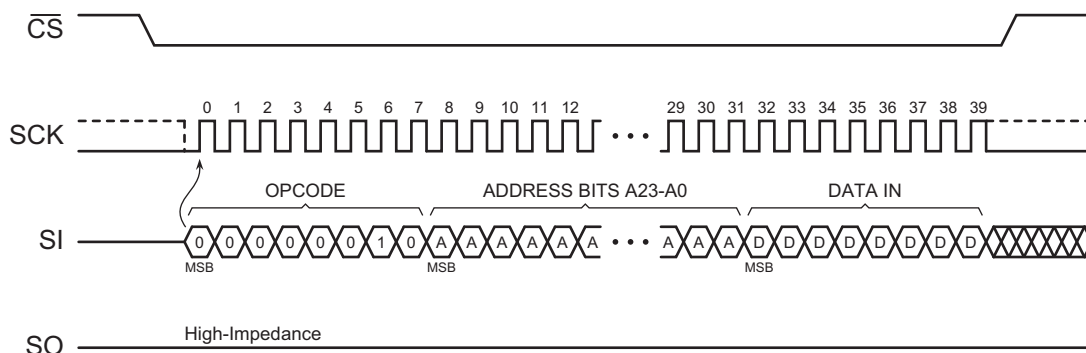 CS
0 1 2 3 4 5 6 7 8 9 10 11 12 29 30 31 32 33 34 35 36 37 38 39
SCK
OPCODE ADDRESS BITS A23-A0 DATA IN
SI 0 0 0 0 0 0 1 0 A A A A A A A A A D D D D D D D D
MSB MSB MSB
High-Impedance
SO